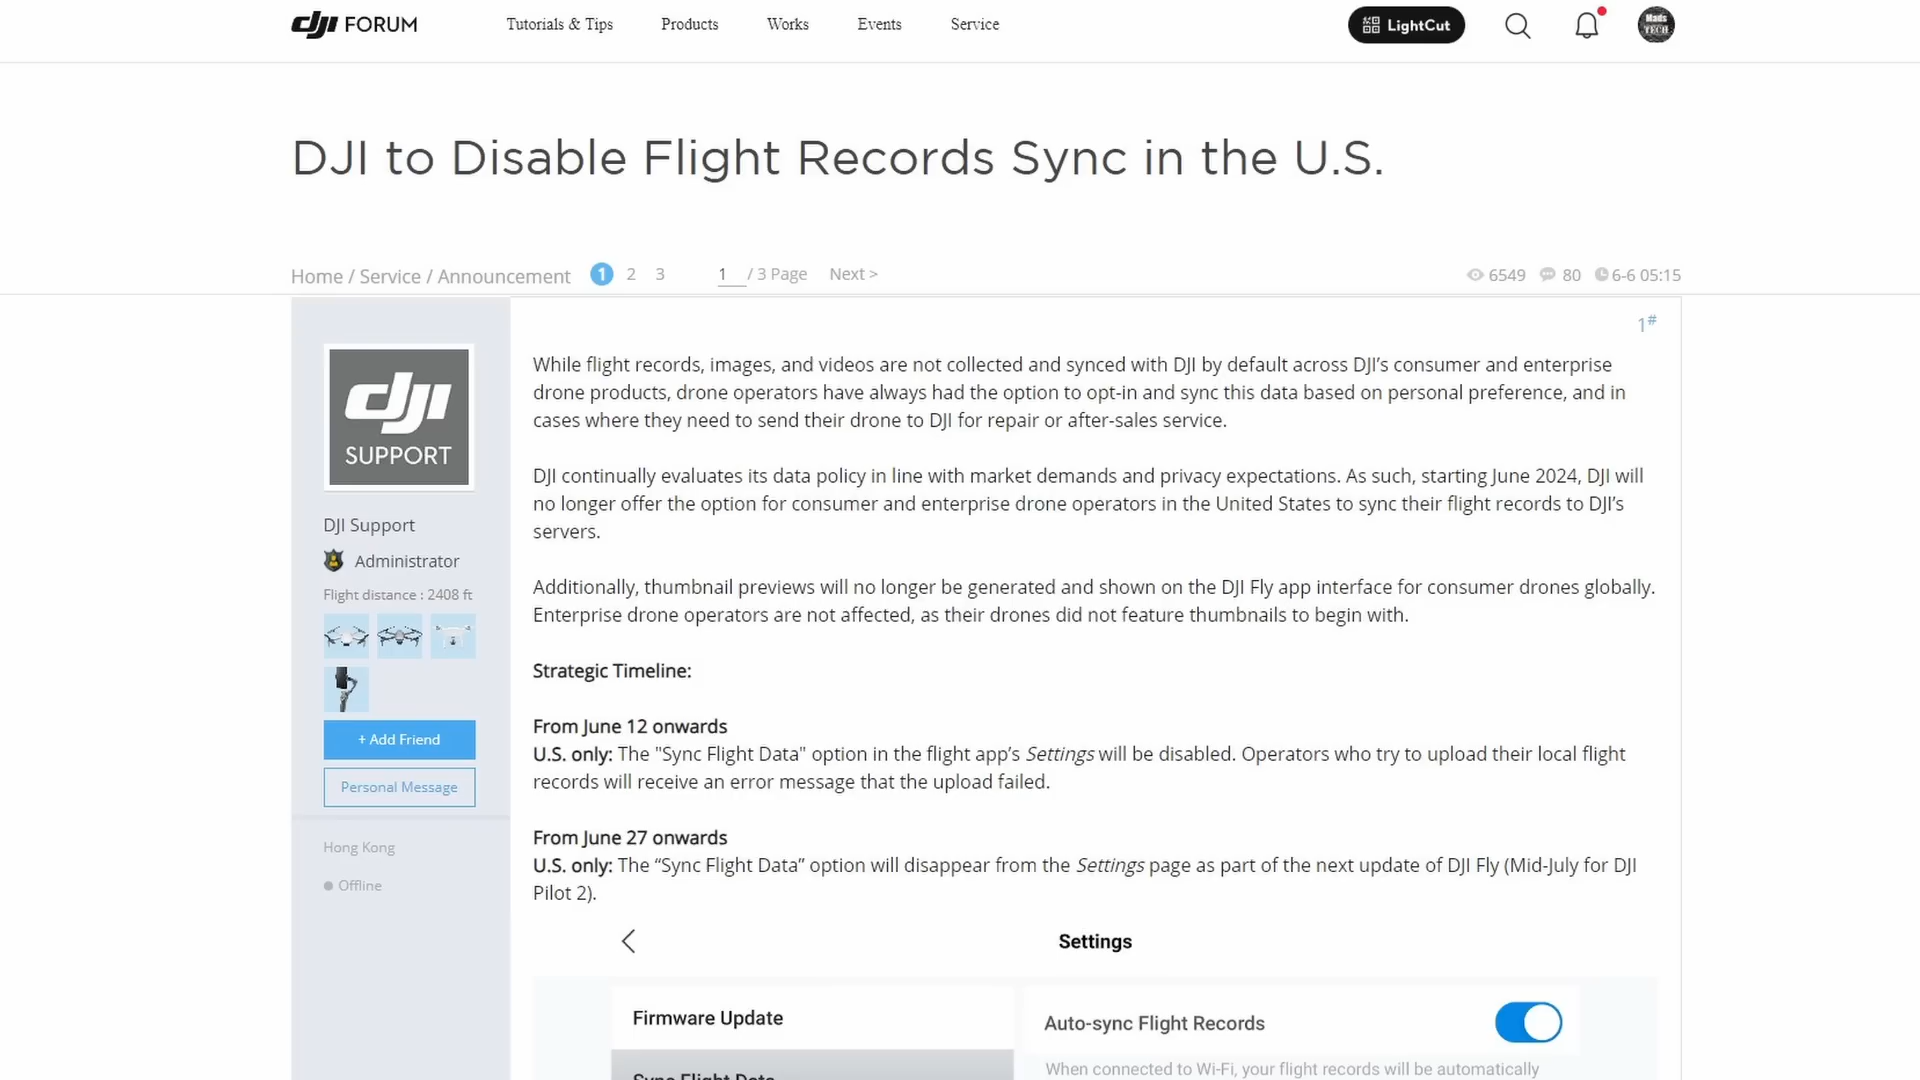 dji FORUM
Tutorials & Tips
Products
Works
Events
Service
LightCut
Mads
TECH
DJI to Disable Flight Records Sync in the U.S.
Home / Service / Announcement
1 2 3
1 / 3 Page Next >
6549 80 6-6 05:15
1#
dji
SUPPORT
DJI Support
Administrator
Flight distance : 2408 ft
+ Add Friend
Personal Message
Hong Kong
Offline
While flight records, images, and videos are not collected and synced with DJI by default across DJI’s consumer and enterprise
drone products, drone operators have always had the option to opt-in and sync this data based on personal preference, and in
cases where they need to send their drone to DJI for repair or after-sales service.
DJI continually evaluates its data policy in line with market demands and privacy expectations. As such, starting June 2024, DJI will
no longer offer the option for consumer and enterprise drone operators in the United States to sync their flight records to DJI’s
servers.
Additionally, thumbnail previews will no longer be generated and shown on the DJI Fly app interface for consumer drones globally.
Enterprise drone operators are not affected, as their drones did not feature thumbnails to begin with.
Strategic Timeline:
From June 12 onwards
U.S. only: The "Sync Flight Data" option in the flight app’s Settings will be disabled. Operators who try to upload their local flight
records will receive an error message that the upload failed.
From June 27 onwards
U.S. only: The “Sync Flight Data” option will disappear from the Settings page as part of the next update of DJI Fly (Mid-July for DJI
Pilot 2).
Settings
Firmware Update
Auto-sync Flight Records
When connected to Wi-Fi, your flight records will be automatically
Sync Flight Data